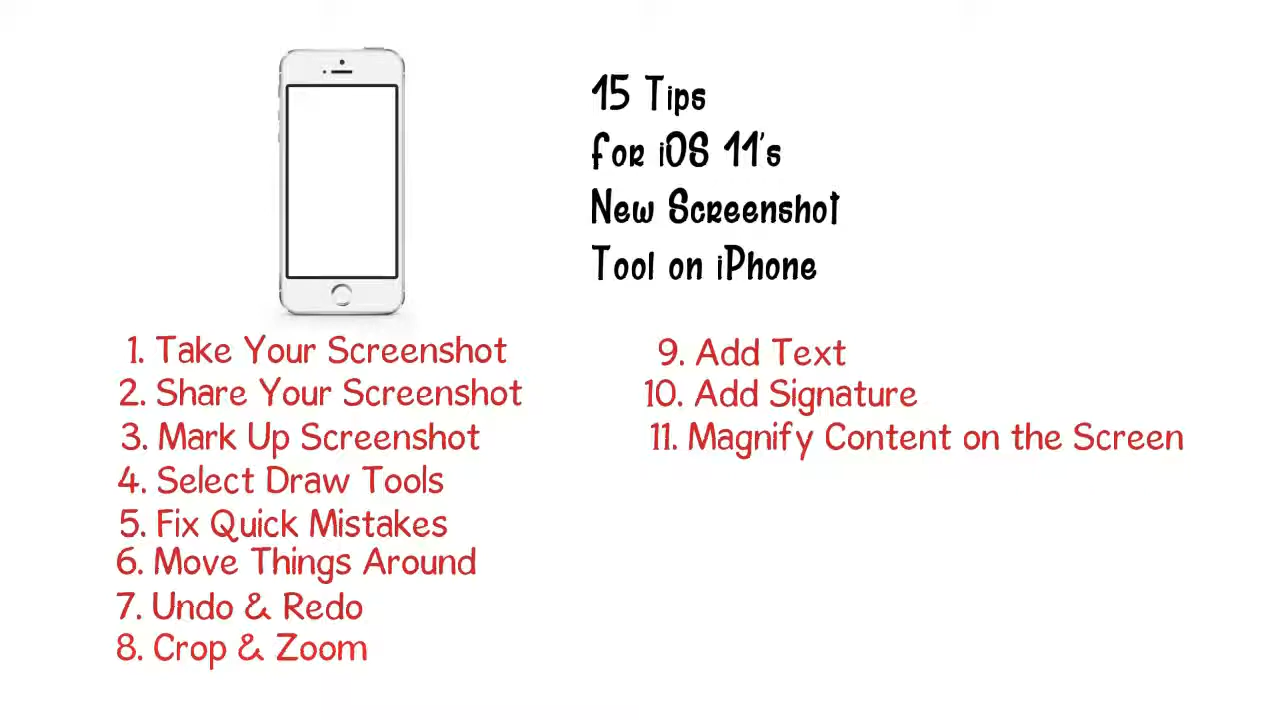 15 Tips
for iOS 11's
New Screenshot
Tool on iPhone
1. Take Your Screenshot
2. Share Your Screenshot
3. Mark Up Screenshot
4. Select Draw Tools
5. Fix Quick Mistakes
6. Move Things Around
7. Undo & Redo
8. Crop & Zoom
9. Add Text
10. Add Signature
11. Magnify Content on the Screen